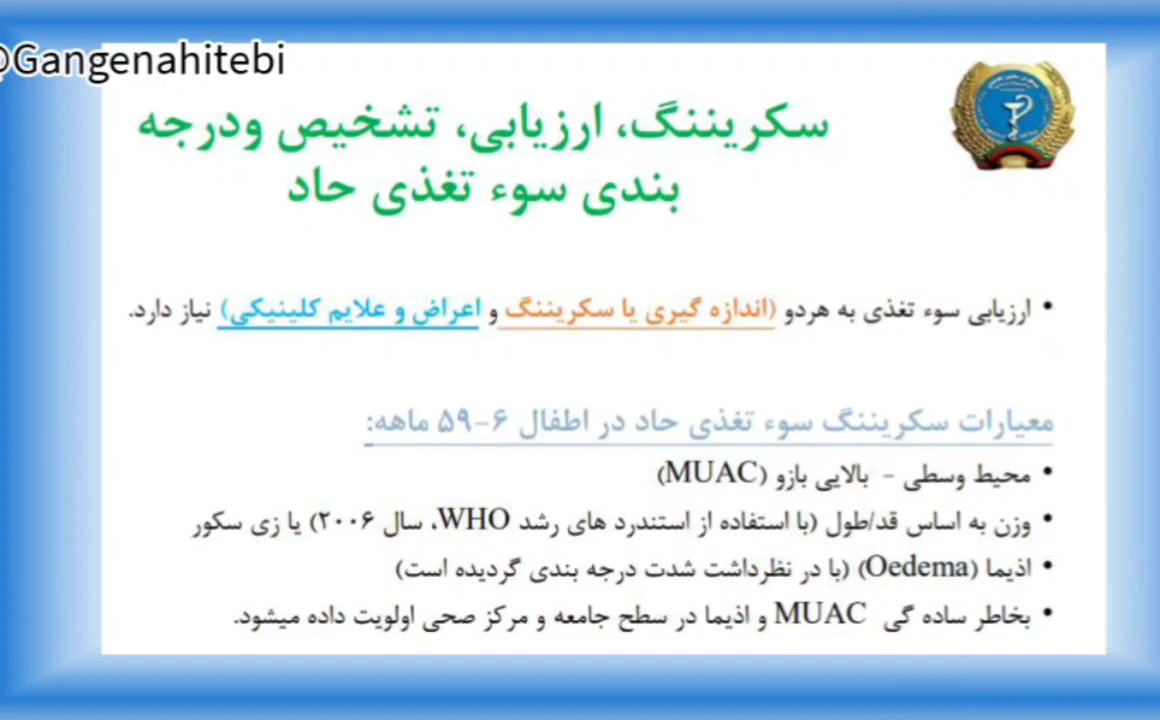 @Gangenahitebi
سکریننگ، ارزیابی، تشخیص ودرجه
بندی سوء تغذی حاد
• ارزیابی سوء تغذی به هردو (اندازه گیری یا سکریننگ و اعراض و علایم کلینیکی) نیاز دارد.
معیارات سکریننگ سوء تغذی حاد در اطفال ۶-۵۹ ماهه:
• محیط وسطی - بالایی بازو (MUAC)
• وزن به اساس قد/طول (با استفاده از استندرد های رشد WHO، سال ۲۰۰۶) یا زی سکور
• اذیما (Oedema) (با در نظرداشت شدت درجه بندی گردیده است)
• بخاطر ساده گی MUAC و اذیما در سطح جامعه و مرکز صحی اولویت داده میشود.